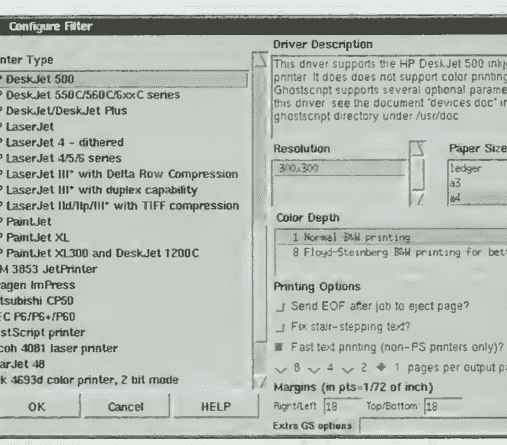 Configure Filter
nter Type
P DeskJet 500
P DeskJet 550C/560C/6xxC series
P DeskJet/DeskJet Plus
P LaserJet
P LaserJet 4 - dithered
P LaserJet 4/5/6 series
P LaserJet III* with Delta Row Compression
P LaserJet III* with duplex capability
P LaserJet IId/IIp/III* with TIFF compression
P PaintJet
P PaintJet XL
P PaintJet XL300 and DeskJet 1200C
M 3853 JetPrinter
agen ImPress
tsubishi CP50
C P6/P6+/P60
stScript printer
coh 4081 laser printer
arJet 48
k 4693d color printer, 2 bit mode
OK Cancel HELP
Driver Description
This driver supports the HP DeskJet 500 inkj
printer. It does does not support color printing
Ghostscript supports several optional parame
this driver see the document "devices.doc" in
ghostscript directory under /usr/doc
Resolution Paper Size
300x300 ledger
a3
a4
Color Depth
1 Normal B&W printing
8 Floyd-Steinberg B&W printing for bett
Printing Options
Send EOF after job to eject page?
Fix stair-stepping text?
Fast text printing (non-PS printers only)?
8 4 2 1 pages per output p
Margins (in pts=1/72 of inch)
Right/Left 18 Top/Bottom: 18
Extra GS options